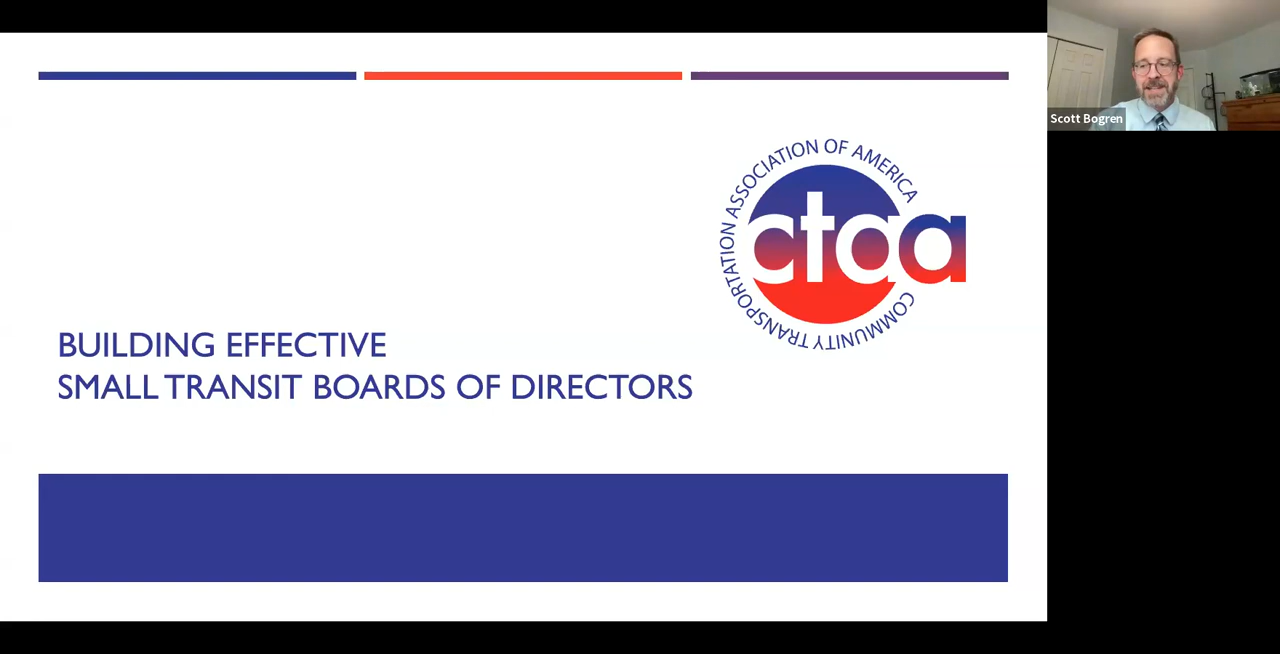 COMMUNITY TRANSPORTATION ASSOCIATION OF AMERICA
ctaa
BUILDING EFFECTIVE
SMALL TRANSIT BOARDS OF DIRECTORS
Scott Bogren